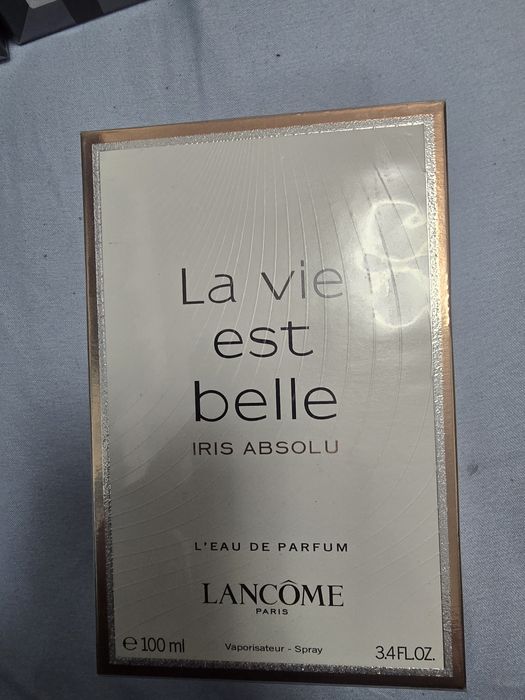 La vie
est
belle
IRIS ABSOLU
L'EAU DE PARFUM
LANCÔME
PARIS
℮100 ml
Vaporisateur - Spray
3.4 FL.OZ.